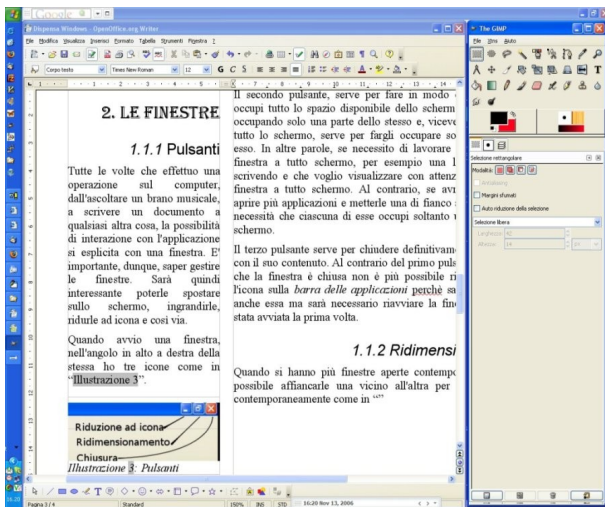 Google
Dispensa Windows - OpenOffice.org Writer
File Modifica Visualizza Inserisci Formato Tabella Strumenti Finestra ?
Corpo testo
Times New Roman
12
G C S
2. LE FINESTRE
1.1.1 Pulsanti
Tutte le volte che effettuo una
operazione sul computer,
dall'ascoltare un brano musicale,
a scrivere un documento a
qualsiasi altra cosa, la possibilità
di interazione con l'applicazione
si esplicita con una finestra. E'
importante, dunque, saper gestire
le finestre. Sarà quindi
interessante poterle spostare
sullo schermo, ingrandirle,
ridurle ad icona e così via.
Quando avvio una finestra,
nell'angolo in alto a destra della
stessa ho tre icone come in
“Illustrazione 3”.
Riduzione ad icona
Ridimensionamento
Chiusura
Illustrazione 3: Pulsanti
Il secondo pulsante, serve per fare in modo
occupi tutto lo spazio disponibile dello scherm
occupando solo una parte dello stesso e, viceve
tutto lo schermo, serve per fargli occupare so
esso. In altre parole, se necessito di lavorare
finestra a tutto schermo, per esempio una l
scrivendo e che voglio visualizzare con attenz
finestra a tutto schermo. Al contrario, se avr
aprire più applicazioni e metterle una di fianco
necessità che ciascuna di esse occupi soltanto
schermo.
Il terzo pulsante serve per chiudere definitivam
con il suo contenuto. Al contrario del primo puls
che la finestra è chiusa non è più possibile ri
l'icona sulla barra delle applicazioni perchè sa
anche essa ma sarà necessario riavviare la fin
stata avviata la prima volta.
1.1.2 Ridimensi
Quando si hanno più finestre aperte contempo
possibile affiancarle una vicino all'altra per
contemporaneamente come in “”
Pagina 3 / 4
Standard
150%
INS
STD
16:20 Nov 13, 2006
16.20
The GIMP
File Xtns Aiuto
Selezione rettangolare
Modalità:
Antialiasing
Margini sfumati
Auto riduzione della selezione
Selezione libera
Larghezza
Altezza